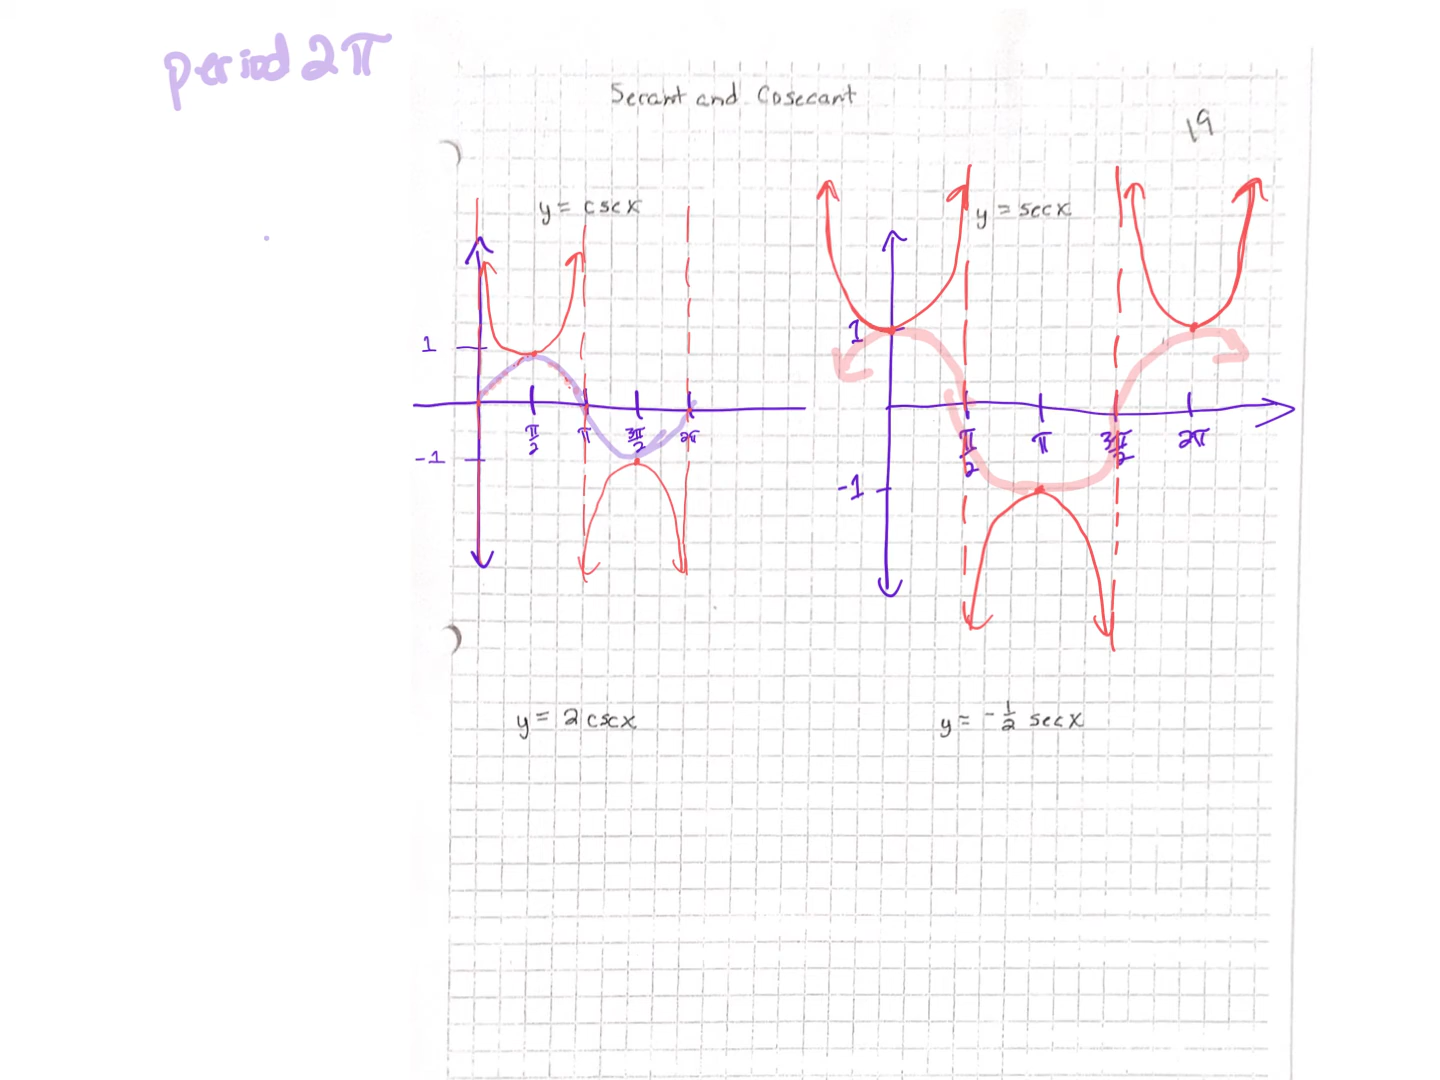 period 2π
Secant and Cosecant
19
y = csc x
y = sec x
1
-1
π/2
π
3π/2
2π
1
-1
π/2
π
3π/2
2π
y = 2 csc x
y = -1/2 sec x